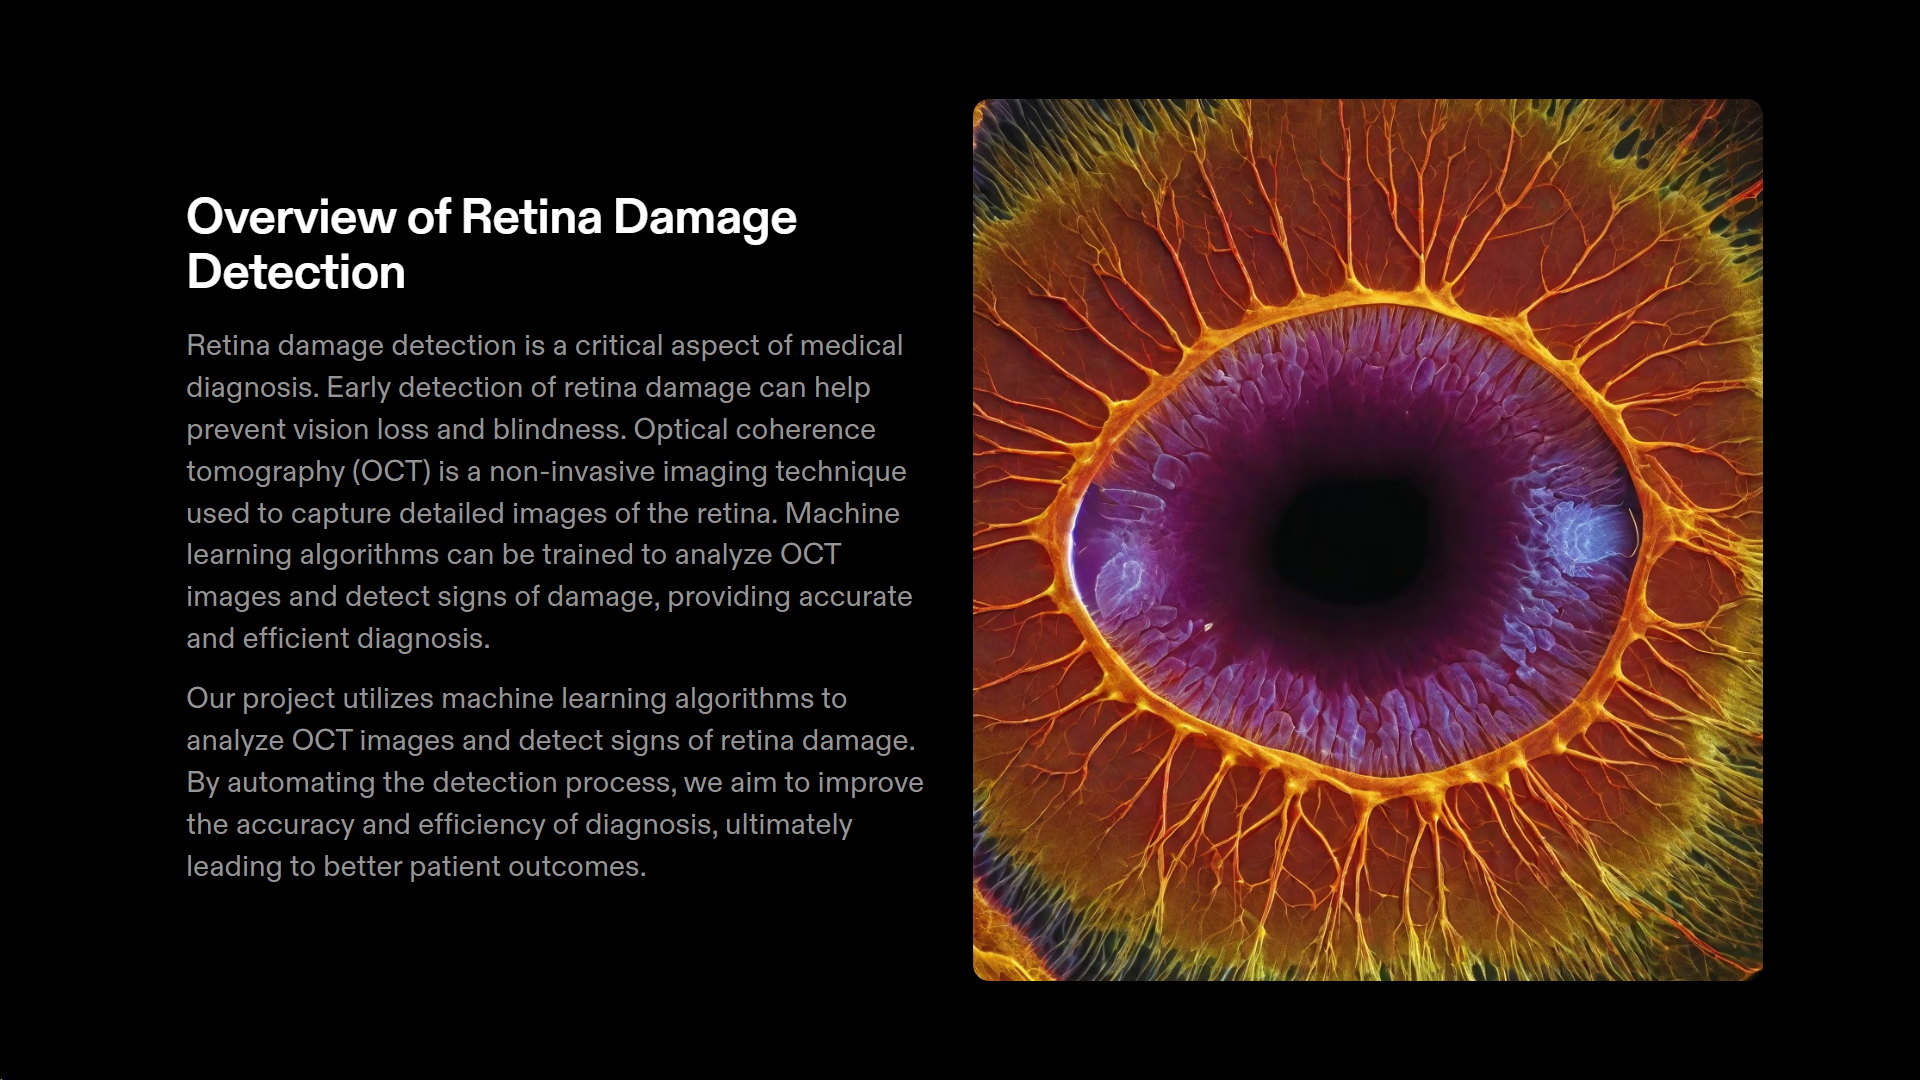 Overview of Retina Damage
Detection
Retina damage detection is a critical aspect of medical
diagnosis. Early detection of retina damage can help
prevent vision loss and blindness. Optical coherence
tomography (OCT) is a non-invasive imaging technique
used to capture detailed images of the retina. Machine
learning algorithms can be trained to analyze OCT
images and detect signs of damage, providing accurate
and efficient diagnosis.
Our project utilizes machine learning algorithms to
analyze OCT images and detect signs of retina damage.
By automating the detection process, we aim to improve
the accuracy and efficiency of diagnosis, ultimately
leading to better patient outcomes.